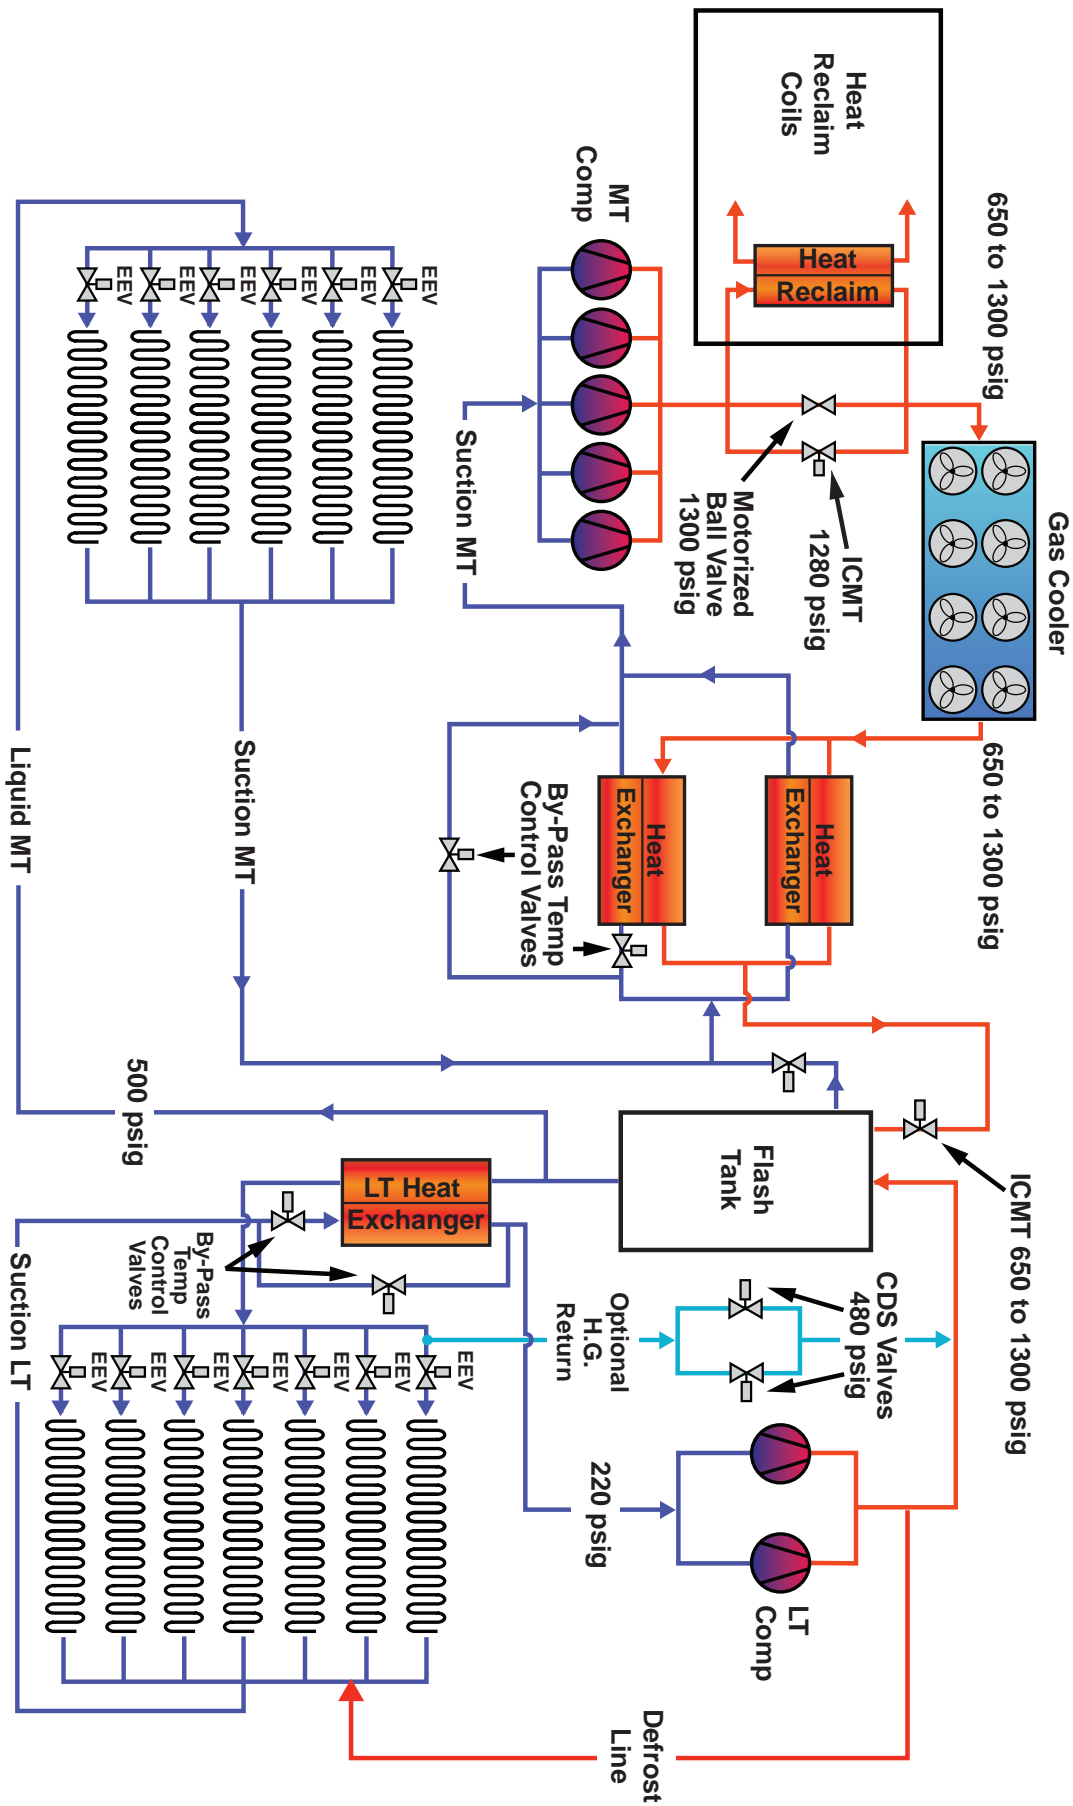 Heat
Reclaim
Coils
MT
Comp
650 to 1300 psig
Heat
Reclaim
EEV
EEV
EEV
EEV
EEV
EEV
Suction MT
Motorized
Ball Valve
1300 psig
ICMT
1280 psig
Gas Cooler
Liquid MT
Suction MT
By-Pass Temp
Control Valves
Heat
Exchanger
Heat
Exchanger
650 to 1300 psig
500 psig
LT Heat
Exchanger
Flash
Tank
ICMT 650 to 1300 psig
Suction LT
By-Pass
Temp
Control
Valves
Optional
H.G.
Return
CDS Valves
480 psig
EEV
EEV
EEV
EEV
EEV
EEV
EEV
220 psig
LT
Comp
Defrost
Line